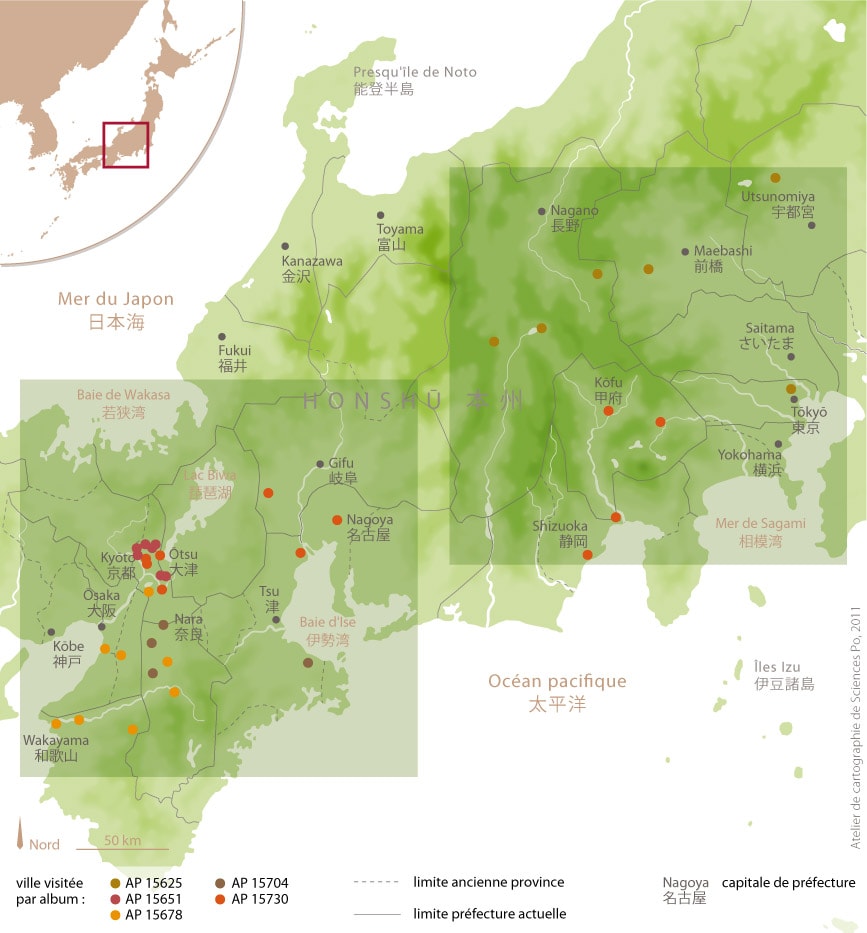 Presqu'île de Noto
能登半島
Utsunomiya
宇都宮
Nagano
長野
Toyama
富山
Maebashi
前橋
Kanazawa
金沢
Mer du Japon
日本海
Saitama
さいたま
Fukui
福井
Kōfu
甲府
Baie de Wakasa
若狭湾
HONSHŪ 本州
Tōkyō
東京
Yokohama
横浜
Gifu
岐阜
Lac Biwa
琵琶湖
Nagoya
名古屋
Shizuoka
静岡
Mer de Sagami
相模湾
Kyōto
京都
Ōtsu
大津
Ōsaka
大阪
Tsu
津
Nara
奈良
Baie d'Ise
伊勢湾
Kōbe
神戸
Îles Izu
伊豆諸島
Océan pacifique
太平洋
Wakayama
和歌山
Atelier de cartographie de Sciences Po, 2011
Nord
50 km
ville visitée
par album :
AP 15625
AP 15651
AP 15678
AP 15704
AP 15730
limite ancienne province
limite préfecture actuelle
Nagoya
名古屋
capitale de préfecture